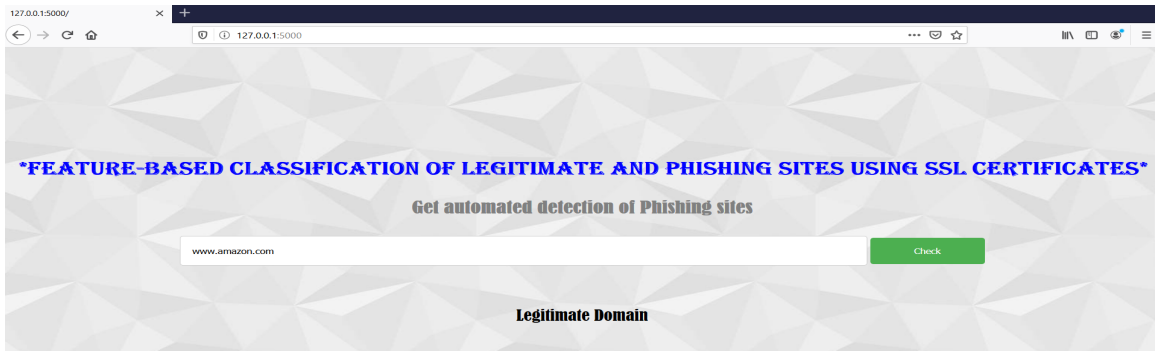 127.0.0.1:5000/
127.0.0.1:5000
*FEATURE-BASED CLASSIFICATION OF LEGITIMATE AND PHISHING SITES USING SSL CERTIFICATES*
Get automated detection of Phishing sites
www.amazon.com Check
Legitimate Domain